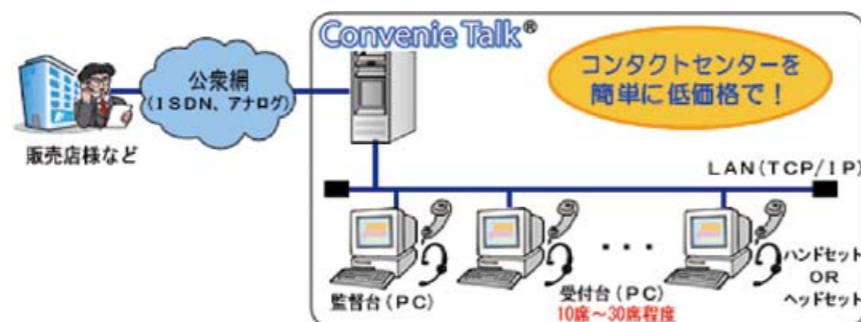 Convenie Talk®
コンタクトセンターを
簡単に低価格で！
公衆網
(ISDN、アナログ)
販売店様など
LAN(TCP/IP)
・・・
監督台(PC)
受付台(PC)
10席～30席程度
ハンドセット
OR
ヘッドセット